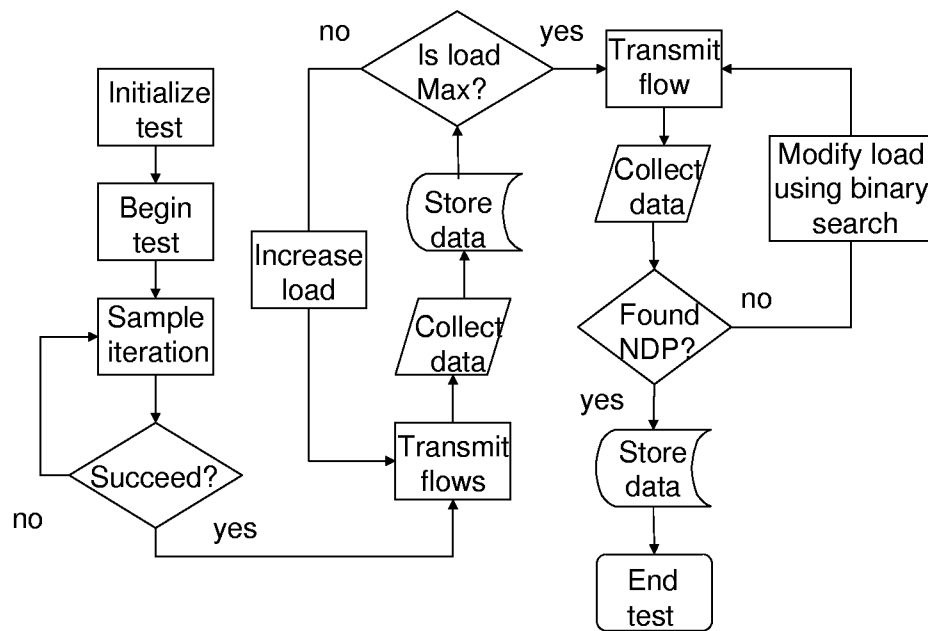 Initialize
test
Begin
test
Sample
iteration
Succeed?
no
yes
no
Is load
Max?
yes
Increase
load
Store
data
Collect
data
Transmit
flows
Transmit
flow
Collect
data
Modify load
using binary
search
Found
NDP?
no
yes
Store
data
End
test